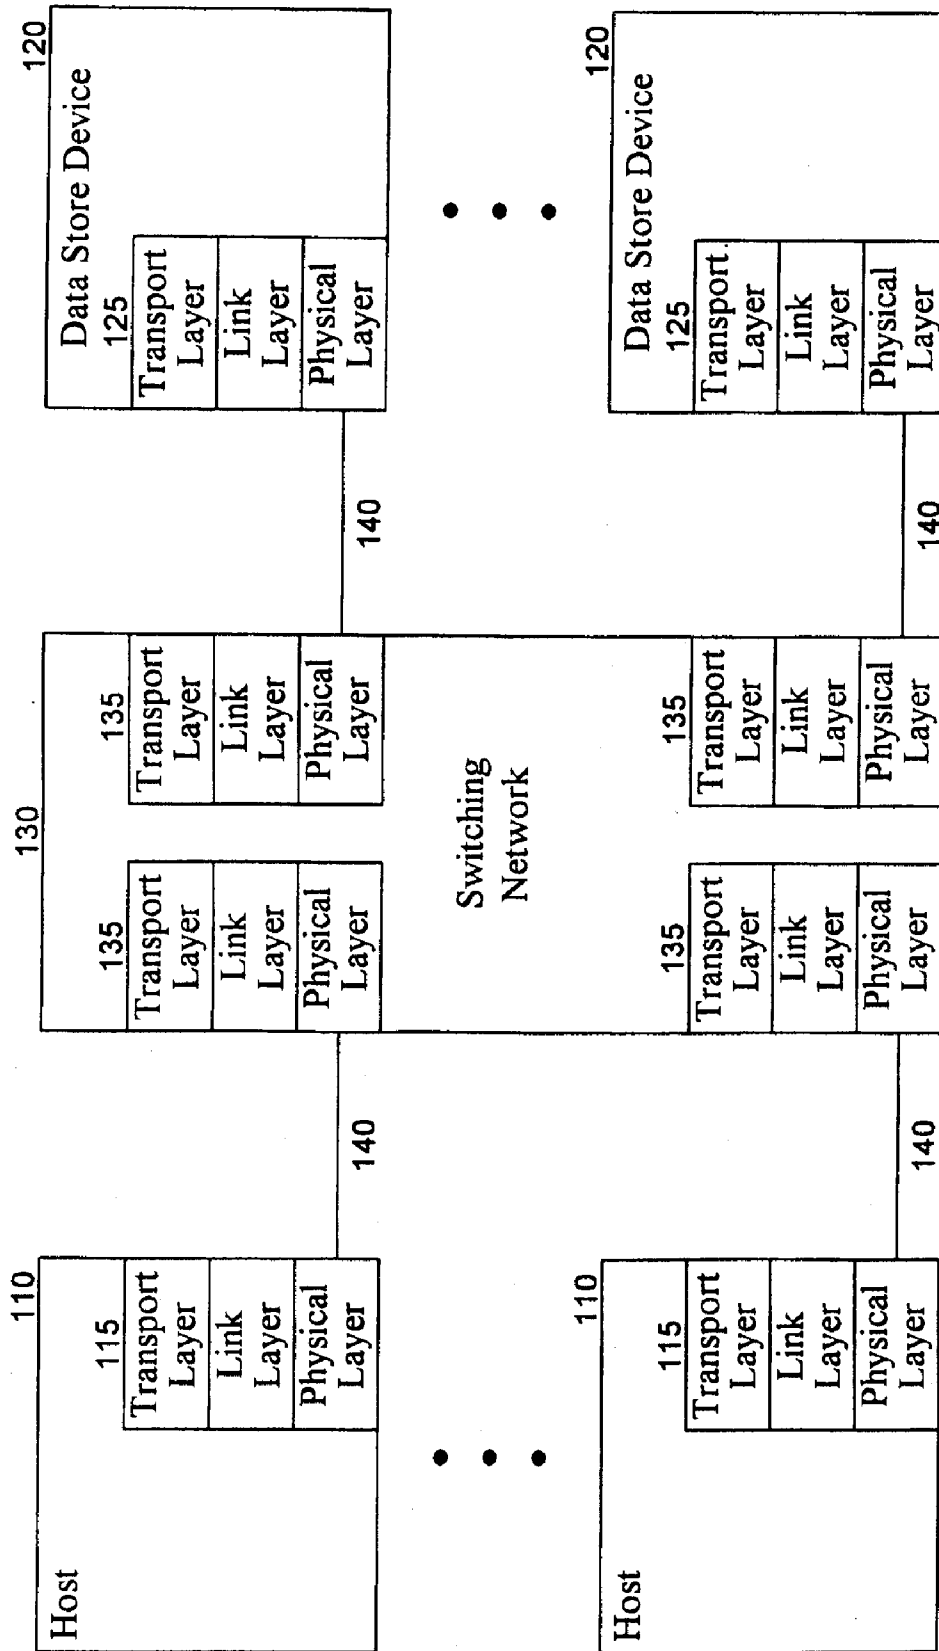 130
120
110
Host
115
Transport
Layer
Link
Layer
Physical
Layer
140
135
Transport
Layer
Link
Layer
Physical
Layer
135
Transport
Layer
Link
Layer
Physical
Layer
140
Data Store Device
125
Transport
Layer
Link
Layer
Physical
Layer
Switching
Network
110
Host
115
Transport
Layer
Link
Layer
Physical
Layer
140
135
Transport
Layer
Link
Layer
Physical
Layer
135
Transport
Layer
Link
Layer
Physical
Layer
140
120
Data Store Device
125
Transport
Layer
Link
Layer
Physical
Layer